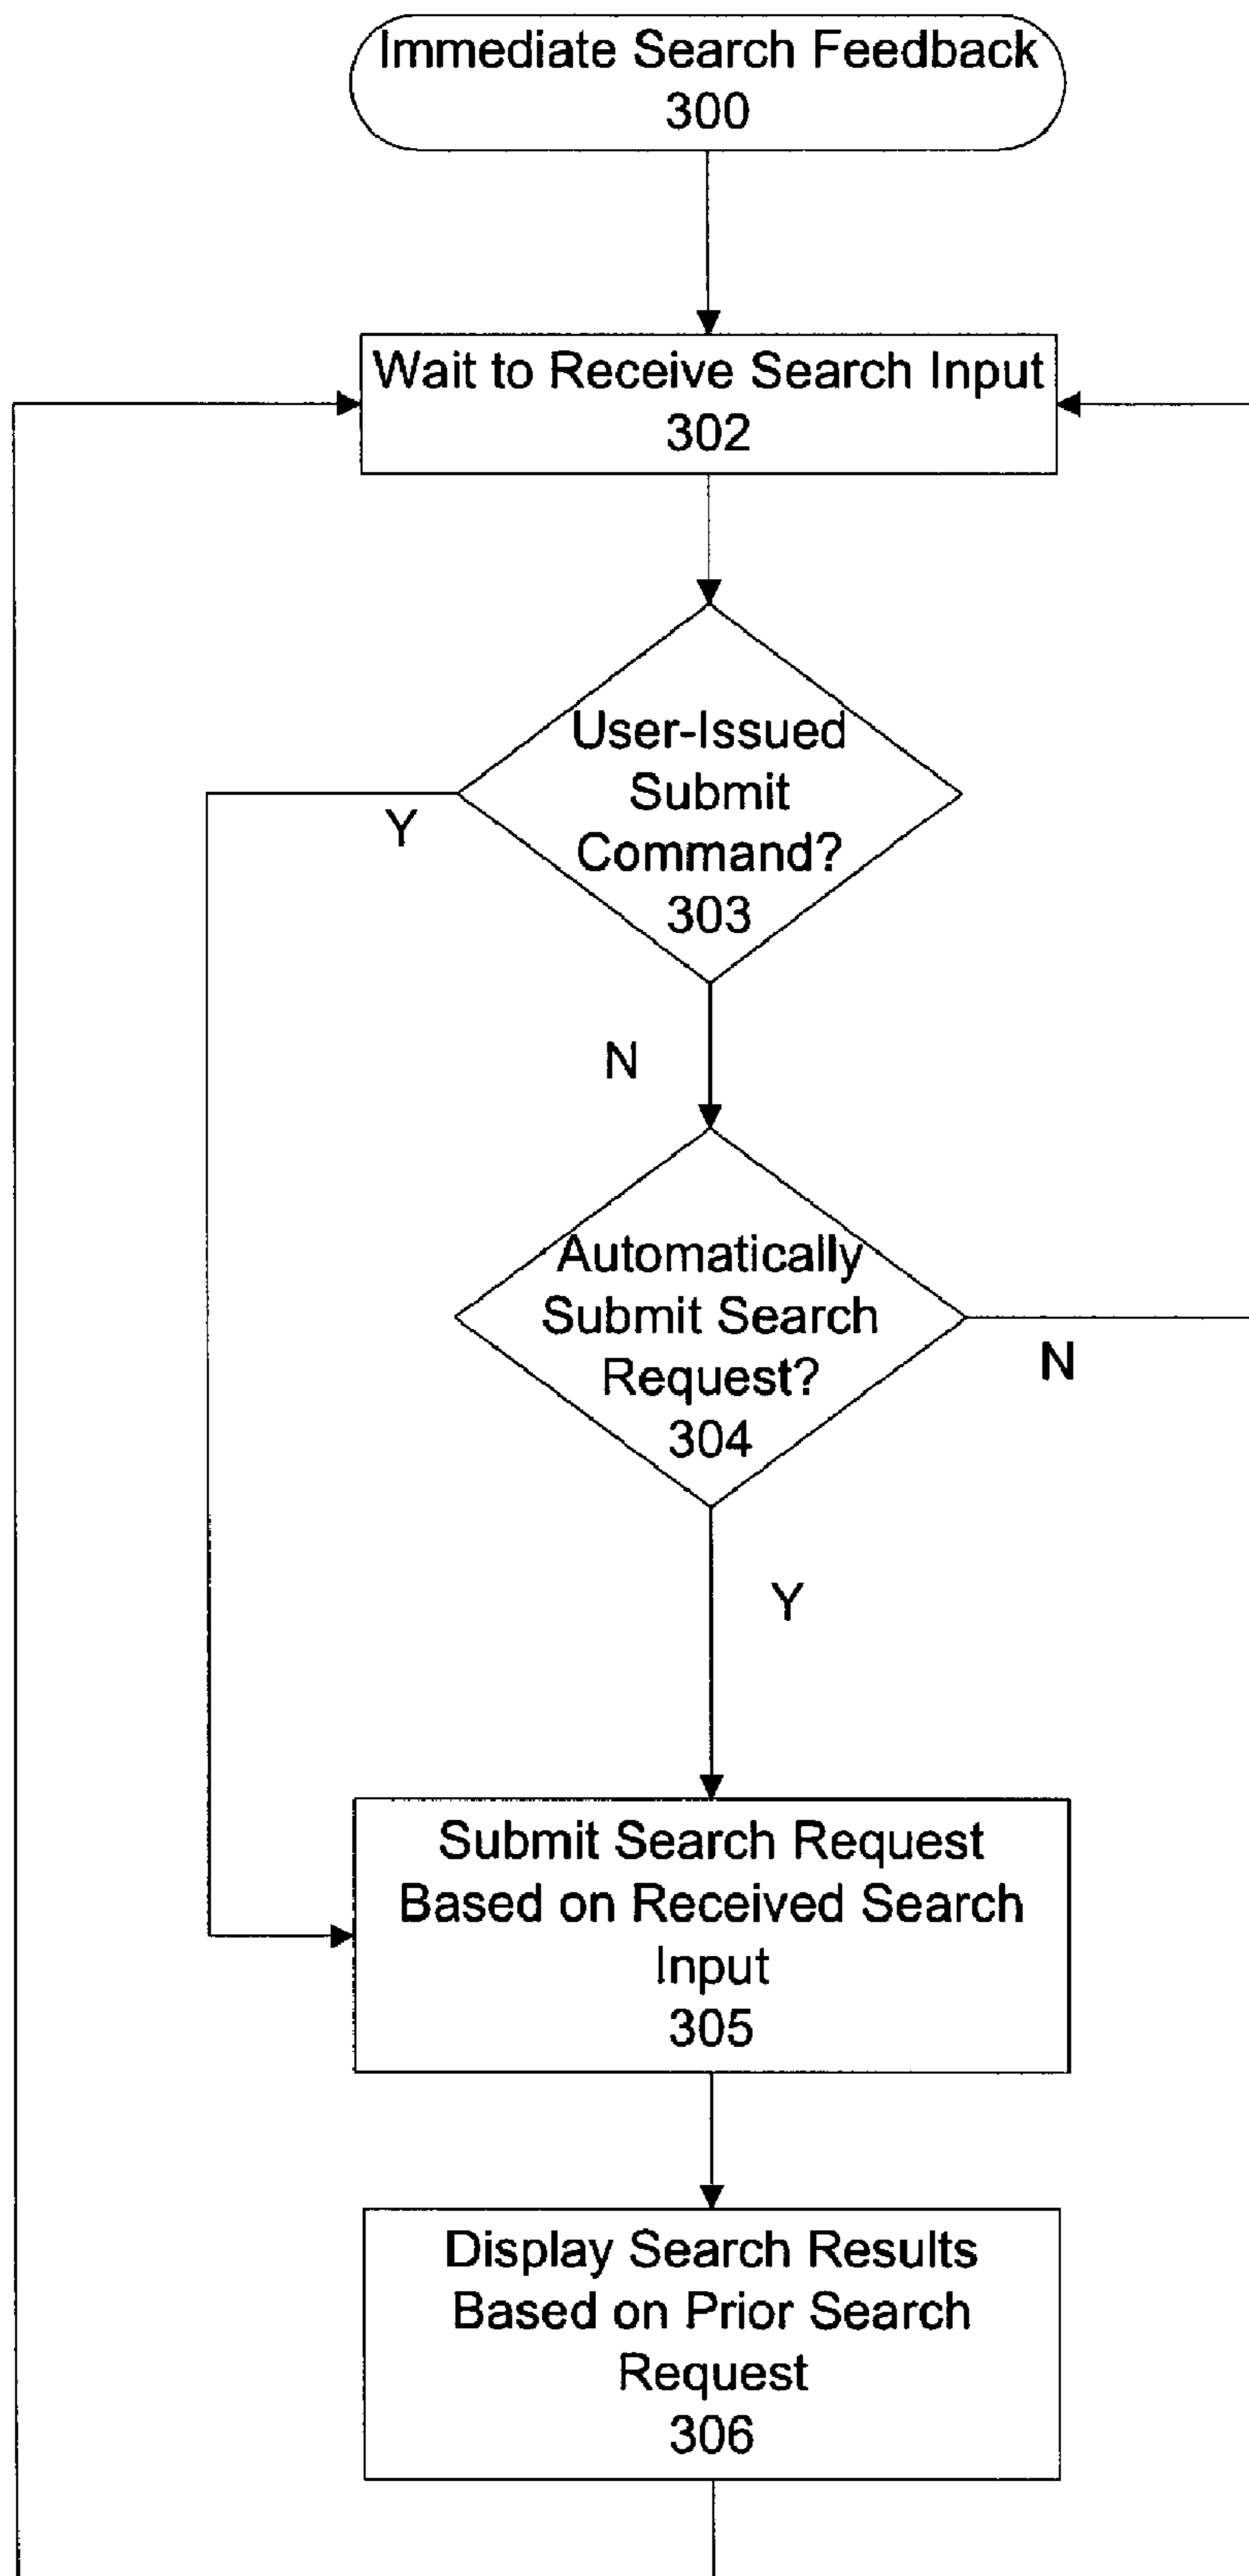 Immediate Search Feedback
300
Wait to Receive Search Input
302
User-Issued
Submit
Command?
303
Y
N
Automatically
Submit Search
Request?
304
N
Y
Submit Search Request
Based on Received Search
Input
305
Display Search Results
Based on Prior Search
Request
306